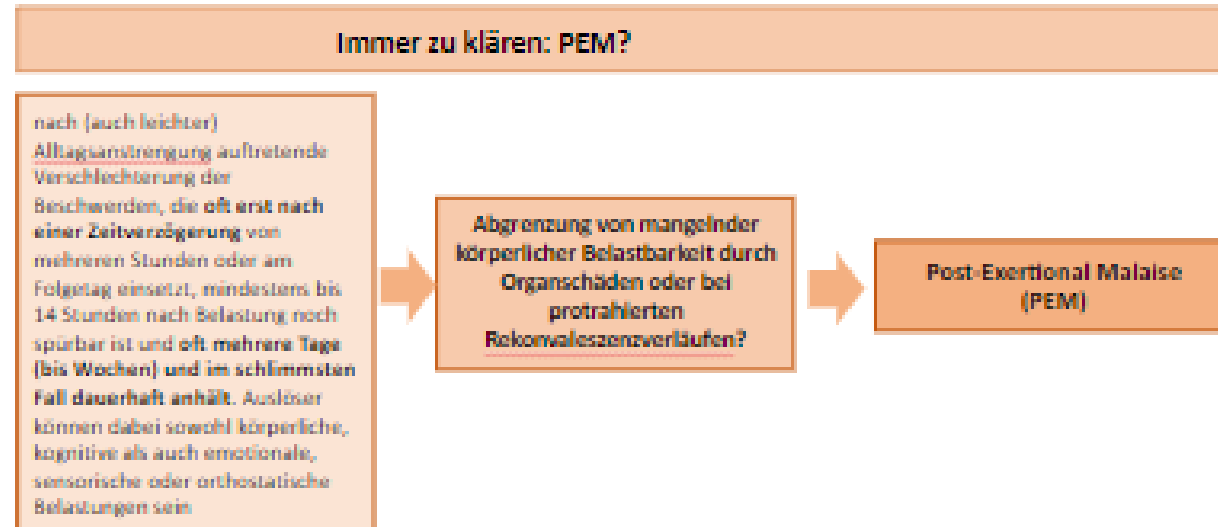 Immer zu klären: PEM?
nach (auch leichter)
Alltagsanstrengung auftretende
Verschlechterung der
Beschwerden, die oft erst nach
einer Zeitverzögerung von
mehreren Stunden oder am
Folgetag einsetzt, mindestens bis
14 Stunden nach Belastung noch
spürbar ist und oft mehrere Tage
(bis Wochen) und im schlimmsten
Fall dauerhaft anhält. Auslöser
können dabei sowohl körperliche,
kognitive als auch emotionale,
sensorische oder orthostatische
Belastungen sein
Abgrenzung von mangelnder
körperlicher Belastbarkeit durch
Organschäden oder bei
protrahierten
Rekonvaleszenzverläufen?
Post-Exertional Malaise
(PEM)